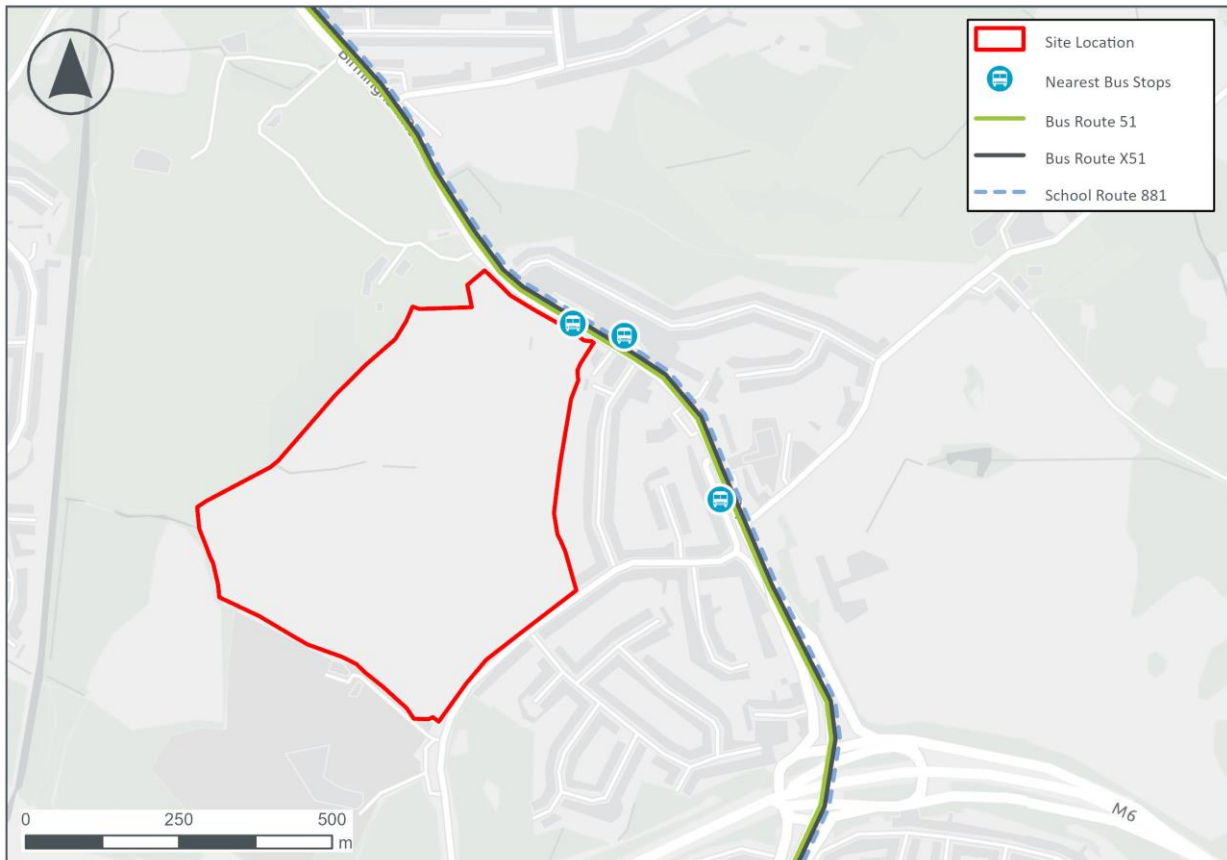 Site Location
Nearest Bus Stops
Bus Route 51
Bus Route X51
School Route 881
M6
0 250 500
m